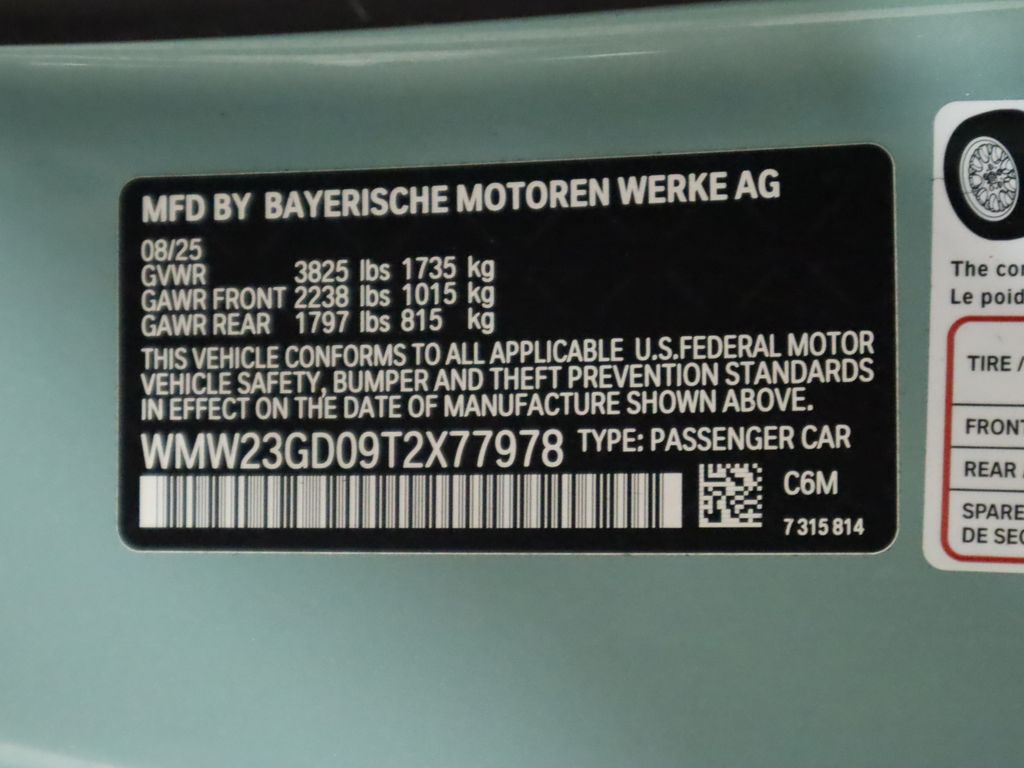 MFD BY BAYERISCHE MOTOREN WERKE AG
08/25
GVWR 3825 lbs 1735 kg
GAWR FRONT 2238 lbs 1015 kg
GAWR REAR 1797 lbs 815 kg
THIS VEHICLE CONFORMS TO ALL APPLICABLE U.S.FEDERAL MOTOR
VEHICLE SAFETY, BUMPER AND THEFT PREVENTION STANDARDS
IN EFFECT ON THE DATE OF MANUFACTURE SHOWN ABOVE.
WMW23GD09T2X77978 TYPE: PASSENGER CAR
C6M
7 315 814
The
Le
TIRE /
FRONT
REAR
SPARE
DE